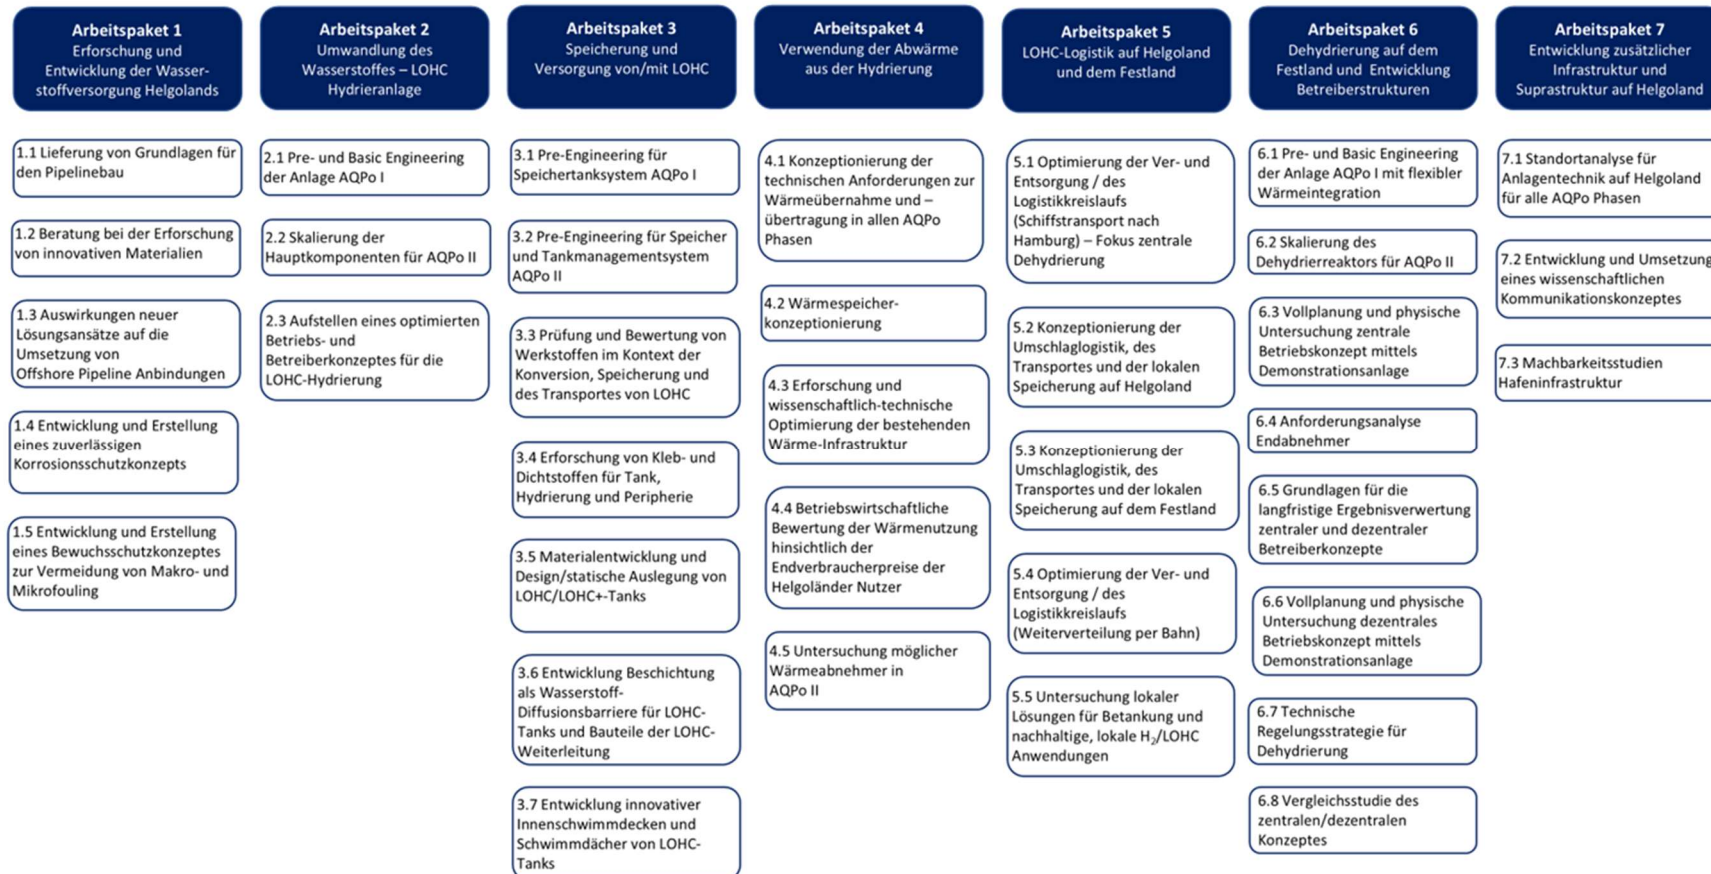 Arbeitspaket 1
Erforschung und
Entwicklung der Wasser-
stoffversorgung Helgolands
1.1 Lieferung von Grundlagen für
den Pipelinebau
1.2 Beratung bei der Erforschung
von innovativen Materialien
1.3 Auswirkungen neuer
Lösungsansätze auf die
Umsetzung von
Offshore Pipeline Anbindungen
1.4 Entwicklung und Erstellung
eines zuverlässigen
Korrosionsschutzkonzepts
1.5 Entwicklung und Erstellung
eines Bewuchsschutzkonzeptes
zur Vermeidung von Makro- und
Mikrofouling
Arbeitspaket 2
Umwandlung des
Wasserstoffes – LOHC
Hydrieranlage
2.1 Pre- und Basic Engineering
der Anlage AQPo I
2.2 Skalierung der
Hauptkomponenten für AQPo II
2.3 Aufstellen eines optimierten
Betriebs- und
Betreiberkonzeptes für die
LOHC-Hydrierung
Arbeitspaket 3
Speicherung und
Versorgung von/mit LOHC
3.1 Pre-Engineering für
Speichertanksystem AQPo I
3.2 Pre-Engineering für Speicher
und Tankmanagementsystem
AQPo II
3.3 Prüfung und Bewertung von
Werkstoffen im Kontext der
Konversion, Speicherung und
des Transportes von LOHC
3.4 Erforschung von Kleb- und
Dichtstoffen für Tank,
Hydrierung und Peripherie
3.5 Materialentwicklung und
Design/statische Auslegung von
LOHC/LOHC+-Tanks
3.6 Entwicklung Beschichtung
als Wasserstoff-
Diffusionsbarriere für LOHC-
Tanks und Bauteile der LOHC-
Weiterleitung
3.7 Entwicklung innovativer
Innenschwimmdecken und
Schwimmdächer von LOHC-
Tanks
Arbeitspaket 4
Verwendung der Abwärme
aus der Hydrierung
4.1 Konzeptionierung der
technischen Anforderungen zur
Wärmeübernahme und –
übertragung in allen AQPo
Phasen
4.2 Wärmespeicher-
konzeptionierung
4.3 Erforschung und
wissenschaftlich-technische
Optimierung der bestehenden
Wärme-Infrastruktur
4.4 Betriebswirtschaftliche
Bewertung der Wärmenutzung
hinsichtlich der
Endverbraucherpreise der
Helgoländer Nutzer
4.5 Untersuchung möglicher
Wärmeabnehmer in
AQPo II
Arbeitspaket 5
LOHC-Logistik auf Helgoland
und dem Festland
5.1 Optimierung der Ver- und
Entsorgung / des
Logistikkreislaufs
(Schiffstransport nach
Hamburg) – Fokus zentrale
Dehydrierung
5.2 Konzeptionierung der
Umschlaglogistik, des
Transportes und der lokalen
Speicherung auf Helgoland
5.3 Konzeptionierung der
Umschlaglogistik, des
Transportes und der lokalen
Speicherung auf dem Festland
5.4 Optimierung der Ver- und
Entsorgung / des
Logistikkreislaufs
(Weiterverteilung per Bahn)
5.5 Untersuchung lokaler
Lösungen für Betankung und
nachhaltige, lokale H₂/LOHC
Anwendungen
Arbeitspaket 6
Dehydrierung auf dem
Festland und Entwicklung
Betreiberstrukturen
6.1 Pre- und Basic Engineering
der Anlage AQPo I mit flexibler
Wärmeintegration
6.2 Skalierung des
Dehydrierreaktors für AQPo II
6.3 Vollplanung und physische
Untersuchung zentrale
Betriebskonzept mittels
Demonstrationsanlage
6.4 Anforderungsanalyse
Endabnehmer
6.5 Grundlagen für die
langfristige Ergebnisverwertung
zentraler und dezentraler
Betreiberkonzepte
6.6 Vollplanung und physische
Untersuchung dezentrales
Betriebskonzept mittels
Demonstrationsanlage
6.7 Technische
Regelungsstrategie für
Dehydrierung
6.8 Vergleichsstudie des
zentralen/dezentralen
Konzeptes
Arbeitspaket 7
Entwicklung zusätzlicher
Infrastruktur und
Suprastruktur auf Helgoland
7.1 Standortanalyse für
Anlagentechnik auf Helgoland
für alle AQPo Phasen
7.2 Entwicklung und Umsetzung
eines wissenschaftlichen
Kommunikationskonzeptes
7.3 Machbarkeitsstudien
Hafeninfrastruktur